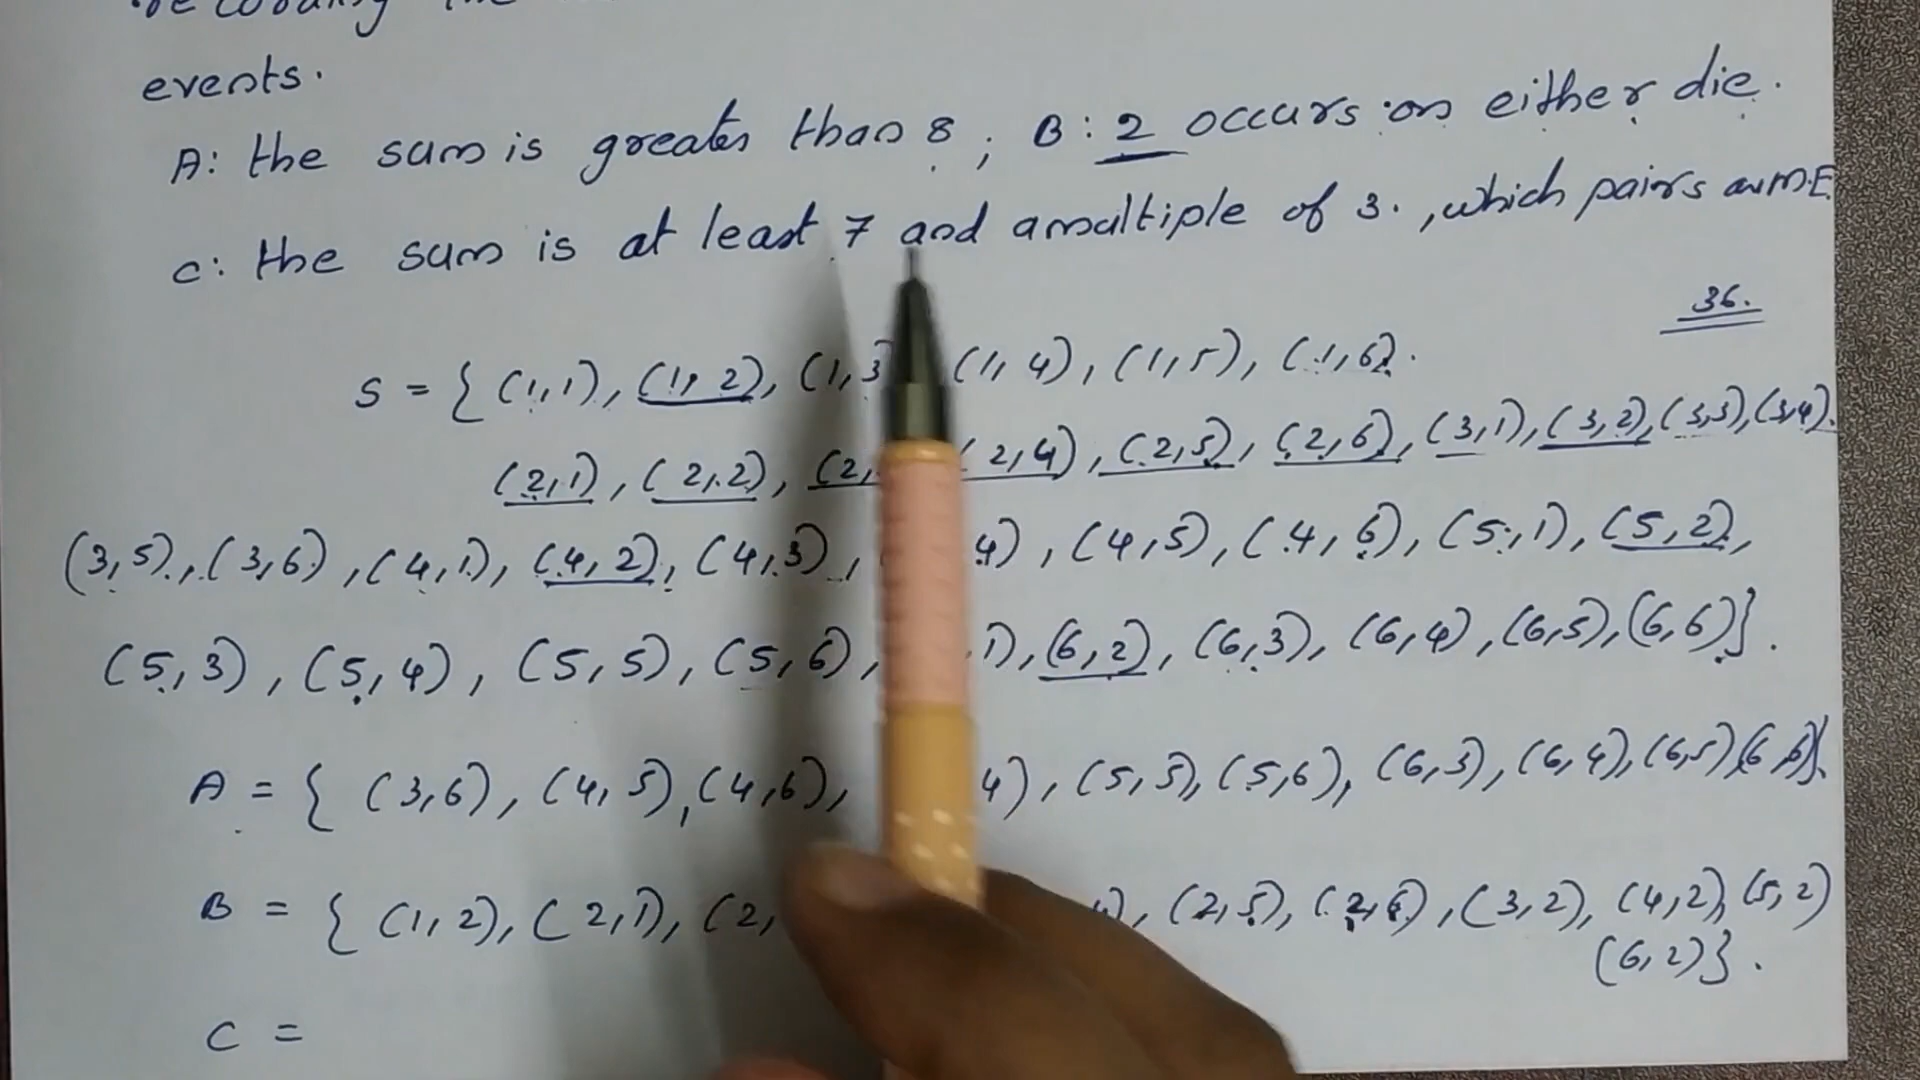 events.
A: the sum is greater than 8 ; B : 2 occurs on either die.
C: the sum is at least 7 and a multiple of 3. , which pairs are M.E
36.
S = { (1,1), (1,2), (1,3 (1,4), (1,5), (1,6).
(2,1), (2,2), (2, 2,4), (2,5), (2,6), (3,1), (3,2), (3,3), (3,4).
(3,5), (3,6), (4,1), (4,2), (4,3), 4), (4,5), (4,6), (5,1), (5,2),
(5,3), (5,4), (5,5), (5,6), 1), (6,2), (6,3), (6,4), (6,5), (6,6)}.
A = { (3,6), (4,5), (4,6), 4), (5,5), (5,6), (6,3), (6,4), (6,5) (6,6)}
B = { (1,2), (2,1), (2, ), (2,5), (2,6), (3,2), (4,2), (5,2)
(6,2)}.
C =